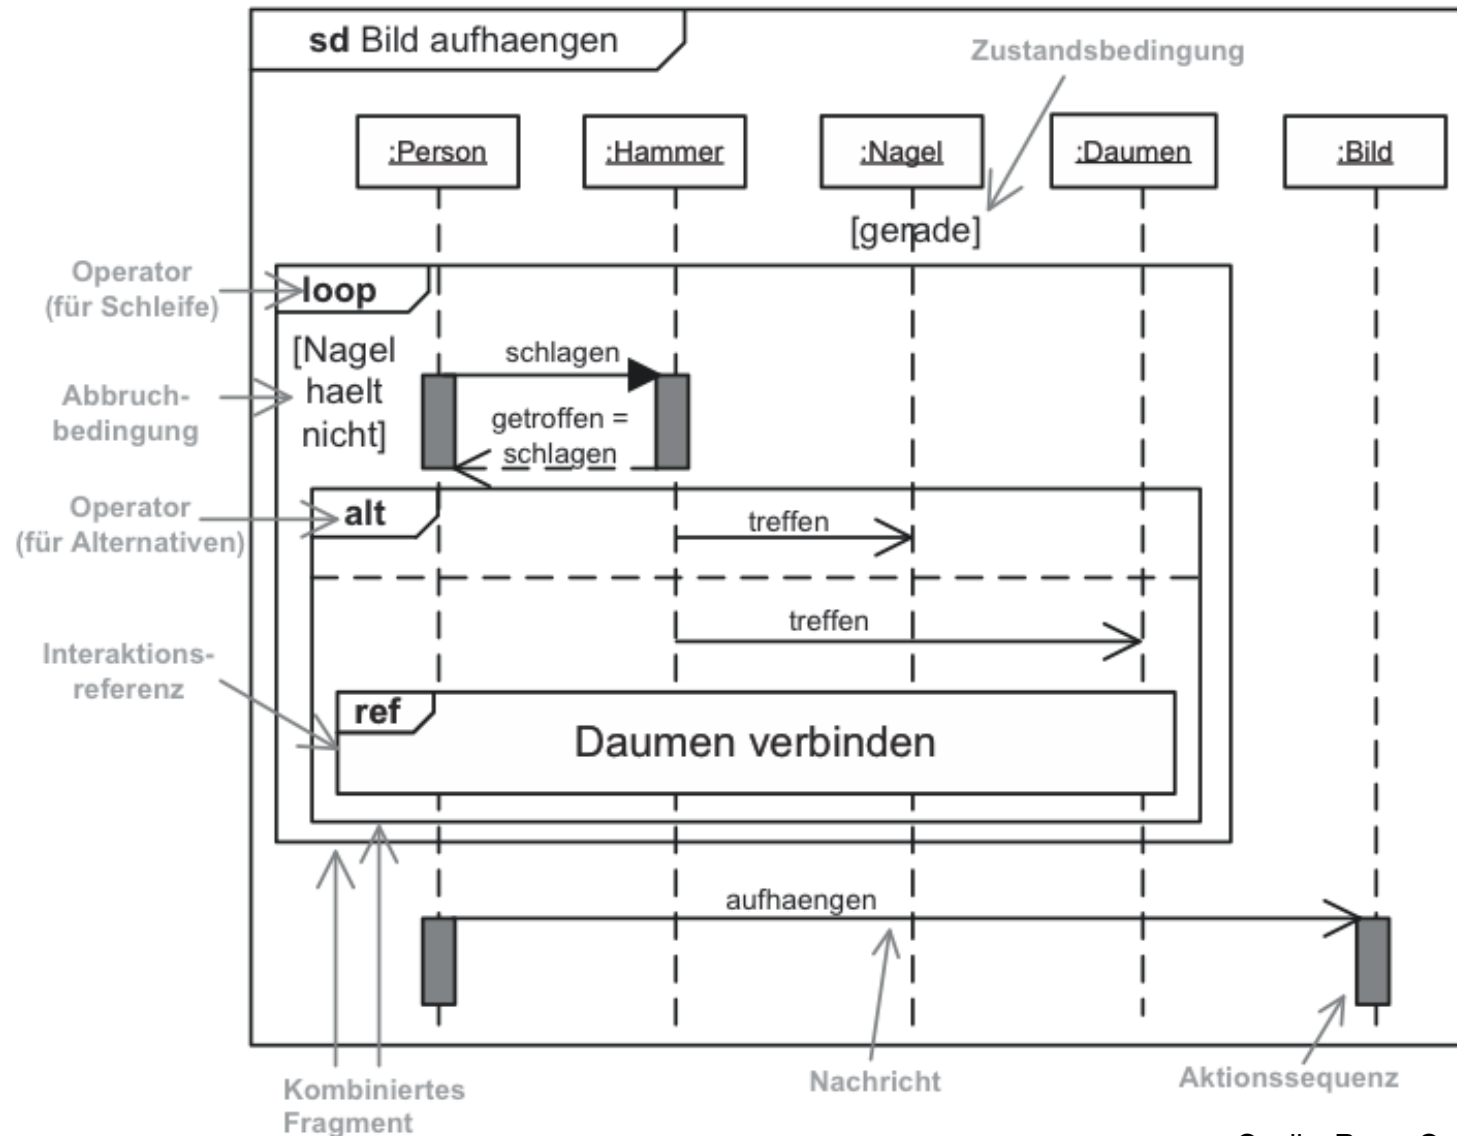 sd Bild aufhaengen
Zustandsbedingung
:Person
:Hammer
:Nagel
:Daumen
:Bild
[gerade]
Operator
(für Schleife)
loop
[Nagel
haelt
nicht]
schlagen
Abbruch-
bedingung
getroffen =
schlagen
Operator
(für Alternativen)
alt
treffen
treffen
Interaktions-
referenz
ref
Daumen verbinden
aufhaengen
Kombiniertes
Fragment
Nachricht
Aktionssequenz